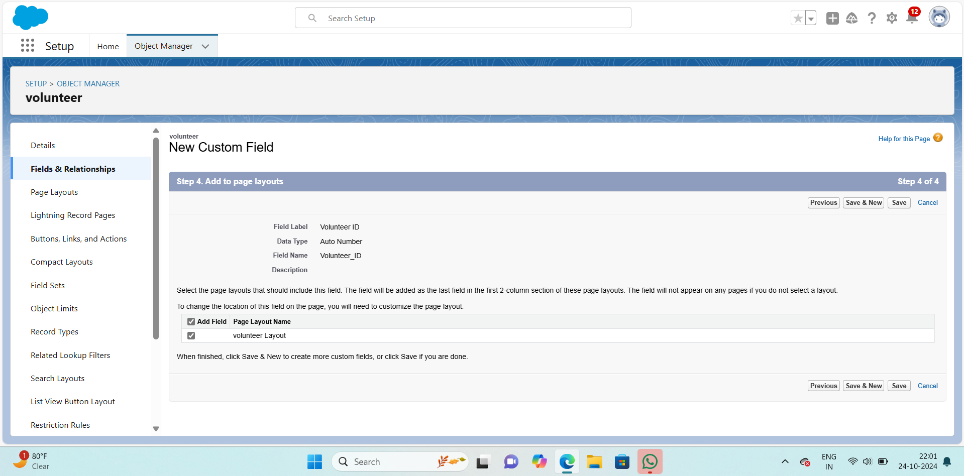 Search Setup
12
Setup
Home
Object Manager
SETUP > OBJECT MANAGER
volunteer
Details
Fields & Relationships
Page Layouts
Lightning Record Pages
Buttons, Links, and Actions
Compact Layouts
Field Sets
Object Limits
Record Types
Related Lookup Filters
Search Layouts
List View Button Layout
Restriction Rules
volunteer
New Custom Field
Help for this Page ?
Step 4. Add to page layouts Step 4 of 4
Previous Save & New Save Cancel
Field Label Volunteer ID
Data Type Auto Number
Field Name Volunteer_ID
Description
Select the page layouts that should include this field. The field will be added as the last field in the first 2 column section of these page layouts. The field will not appear on any pages if you do not select a layout.
To change the location of this field on the page, you will need to customize the page layout.
Add Field Page Layout Name
volunteer Layout
When finished, click Save & New to create more custom fields, or click Save if you are done.
Previous Save & New Save Cancel
1
80°F
Clear
Search
ENG
IN
22:01
24-10-2024